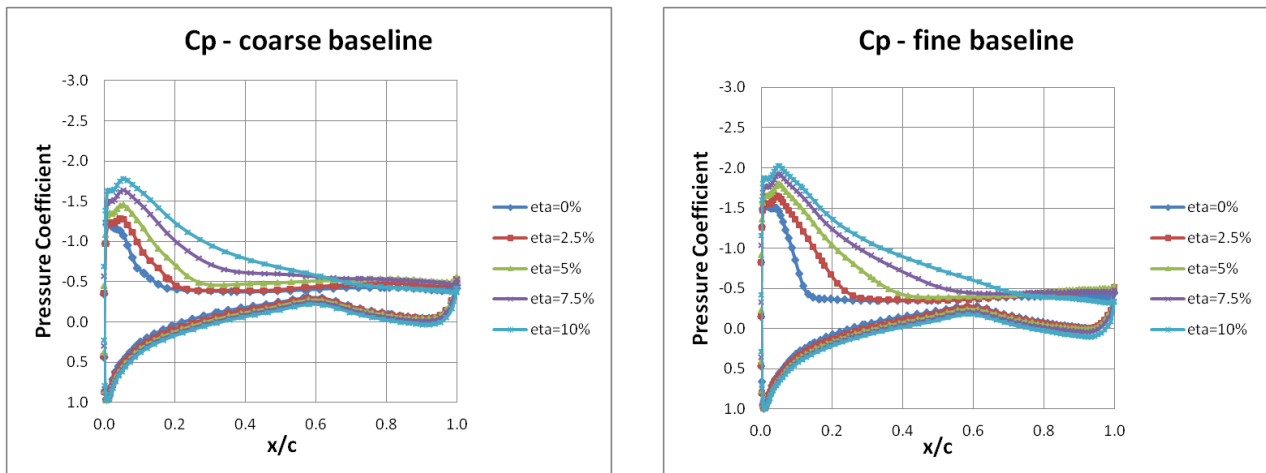 Cp - coarse baseline
-3.0
-2.5
-2.0
-1.5
-1.0
-0.5
0.0
0.5
1.0
Pressure Coefficient
0.0 0.2 0.4 0.6 0.8 1.0
x/c
eta=0%
eta=2.5%
eta=5%
eta=7.5%
eta=10%
Cp - fine baseline
-3.0
-2.5
-2.0
-1.5
-1.0
-0.5
0.0
0.5
1.0
Pressure Coefficient
0.0 0.2 0.4 0.6 0.8 1.0
x/c
eta=0%
eta=2.5%
eta=5%
eta=7.5%
eta=10%